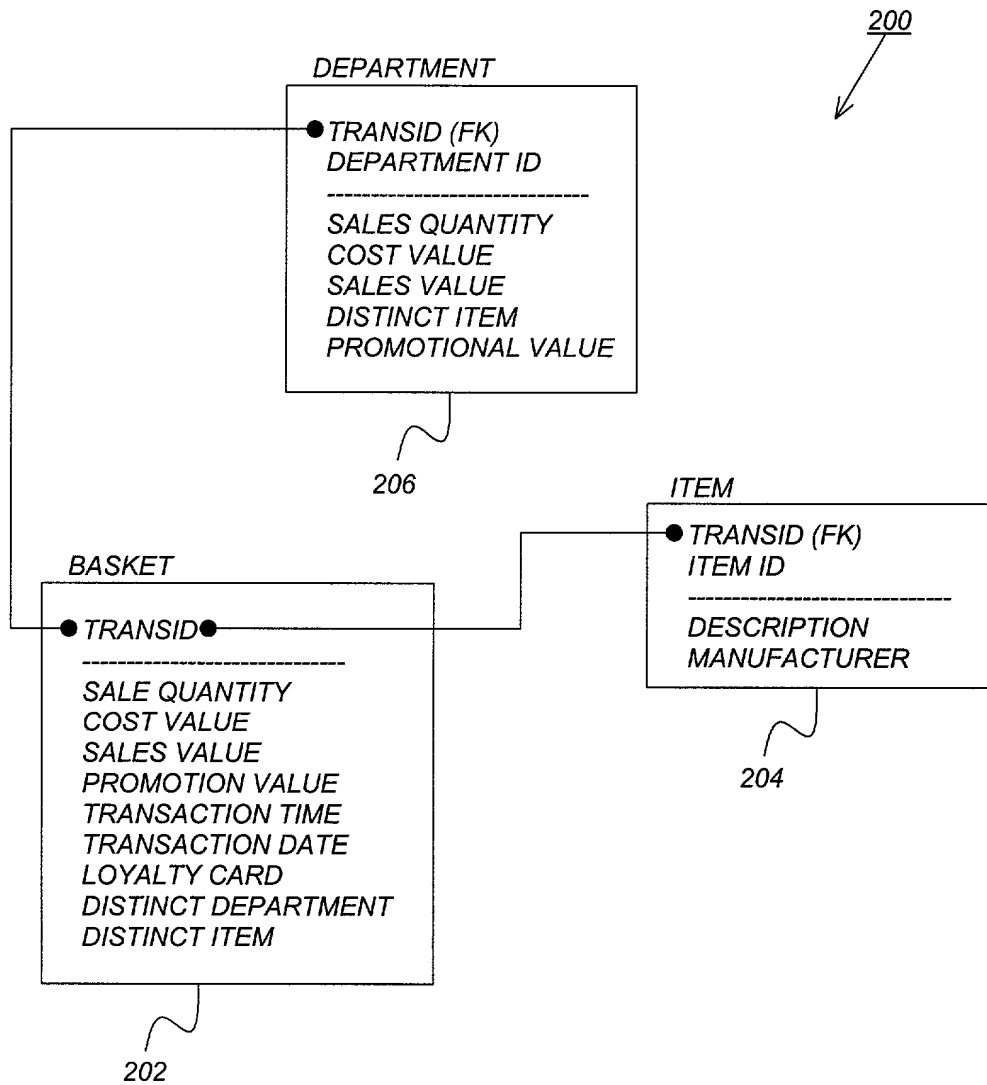 200
DEPARTMENT
TRANSID (FK)
DEPARTMENT ID
------------------------------
SALES QUANTITY
COST VALUE
SALES VALUE
DISTINCT ITEM
PROMOTIONAL VALUE
206
ITEM
TRANSID (FK)
ITEM ID
------------------------------
DESCRIPTION
MANUFACTURER
204
BASKET
TRANSID
------------------------------
SALE QUANTITY
COST VALUE
SALES VALUE
PROMOTION VALUE
TRANSACTION TIME
TRANSACTION DATE
LOYALTY CARD
DISTINCT DEPARTMENT
DISTINCT ITEM
202